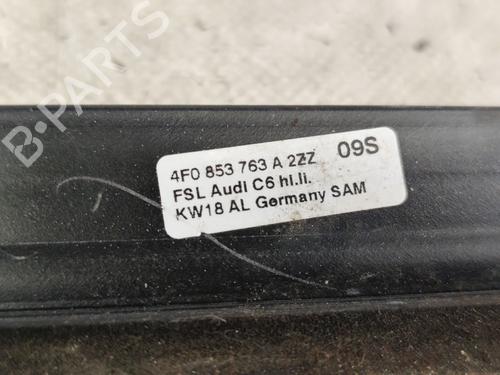 4F0 853 763 A 2ZZ 09S
FSL Audi C6 hl.li.
KW18 AL Germany SAM
B-PARTS